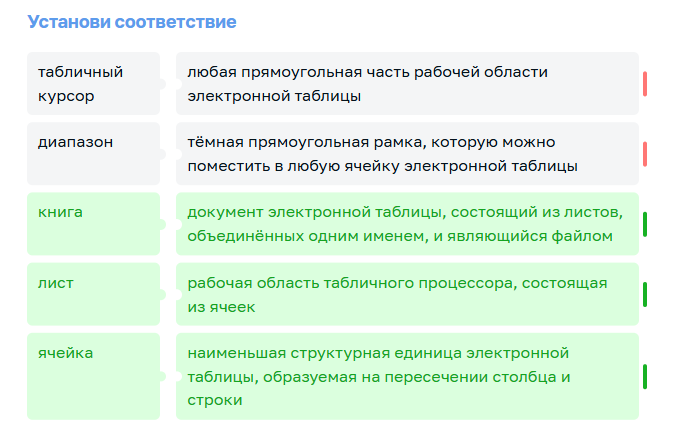 Установи соответствие
табличный
курсор
любая прямоугольная часть рабочей области
электронной таблицы
диапазон
тёмная прямоугольная рамка, которую можно
поместить в любую ячейку электронной таблицы
книга
документ электронной таблицы, состоящий из листов,
объединённых одним именем, и являющийся файлом
лист
рабочая область табличного процессора, состоящая
из ячеек
ячейка
наименьшая структурная единица электронной
таблицы, образуемая на пересечении столбца и
строки